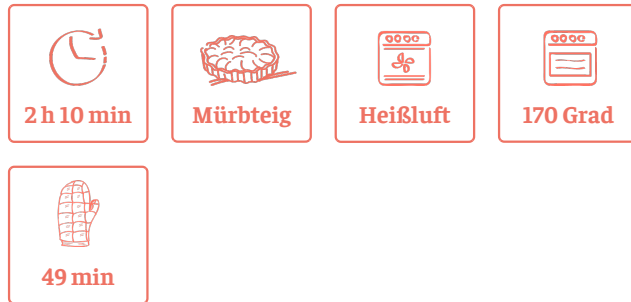 2 h 10 min
Mürbteig
Heißluft
170 Grad
49 min